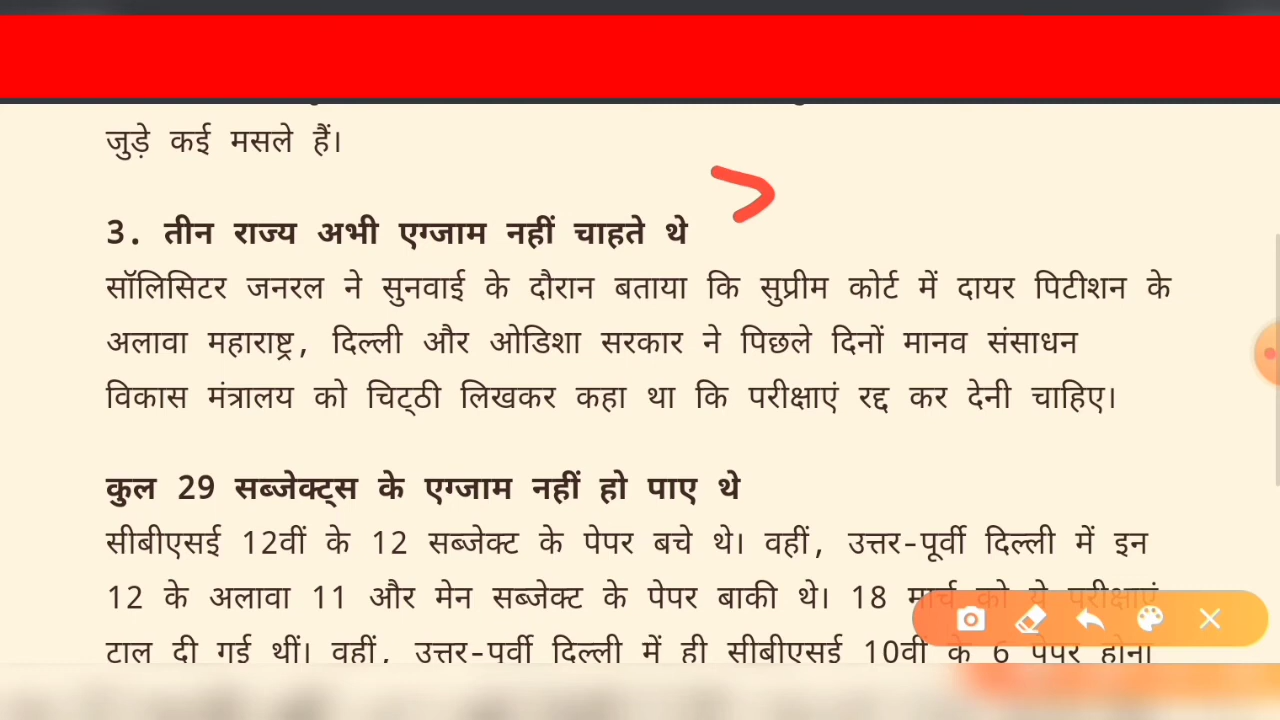 जुड़े कई मसले हैं।
3. तीन राज्य अभी एग्जाम नहीं चाहते थे
सॉलिसिटर जनरल ने सुनवाई के दौरान बताया कि सुप्रीम कोर्ट में दायर पिटीशन के
अलावा महाराष्ट्र, दिल्ली और ओडिशा सरकार ने पिछले दिनों मानव संसाधन
विकास मंत्रालय को चिट्ठी लिखकर कहा था कि परीक्षाएं रद्द कर देनी चाहिए।
कुल 29 सब्जेक्ट्स के एग्जाम नहीं हो पाए थे
सीबीएसई 12वीं के 12 सब्जेक्ट के पेपर बचे थे। वहीं, उत्तर-पूर्वी दिल्ली में इन
12 के अलावा 11 और मेन सब्जेक्ट के पेपर बाकी थे। 18 मार्च को ये परीक्षाएं
टाल दी गई थीं। वहीं, उत्तर-पूर्वी दिल्ली में ही सीबीएसई 10वीं के 6 पेपर होना